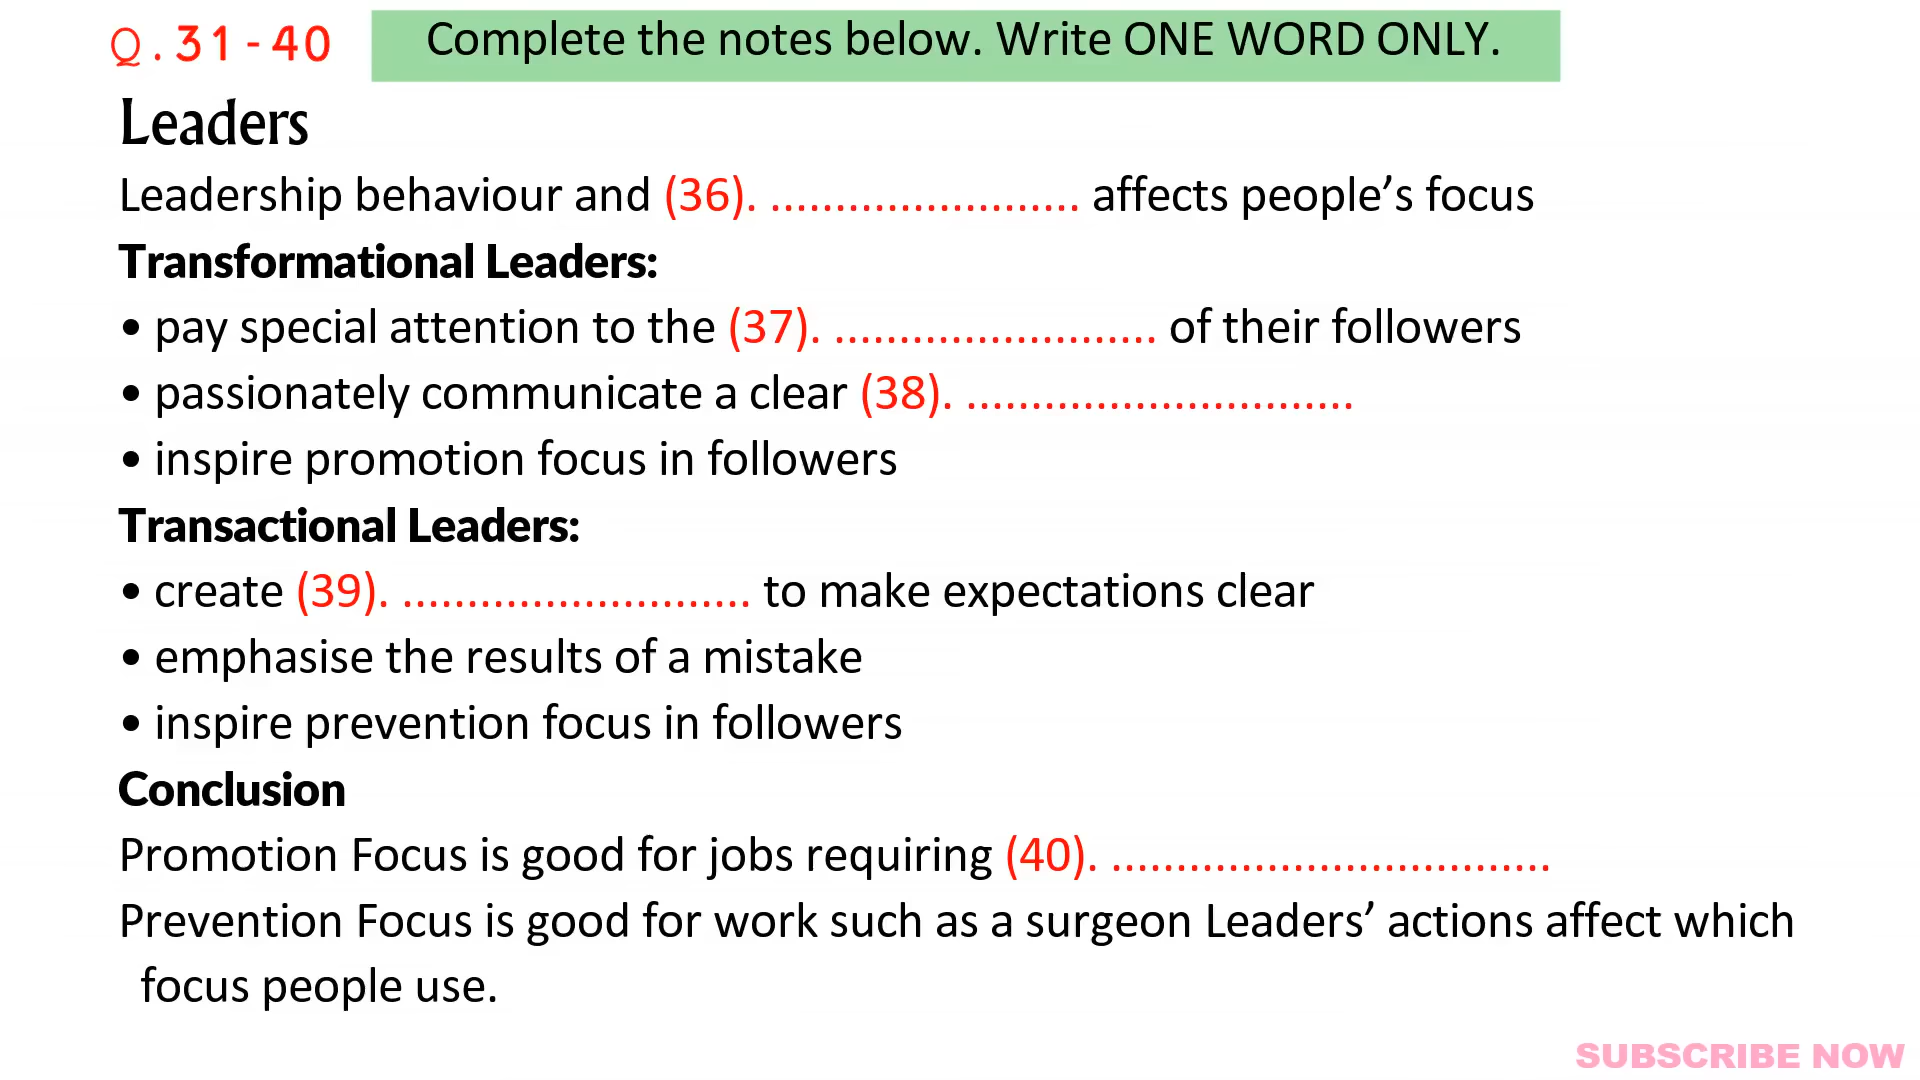 Q.31-40 Complete the notes below. Write ONE WORD ONLY.
Leaders
Leadership behaviour and (36). ........................ affects people’s focus
Transformational Leaders:
• pay special attention to the (37). ......................... of their followers
• passionately communicate a clear (38). ..............................
• inspire promotion focus in followers
Transactional Leaders:
• create (39). ........................... to make expectations clear
• emphasise the results of a mistake
• inspire prevention focus in followers
Conclusion
Promotion Focus is good for jobs requiring (40). ..................................
Prevention Focus is good for work such as a surgeon Leaders’ actions affect which
focus people use.
SUBSCRIBE NOW